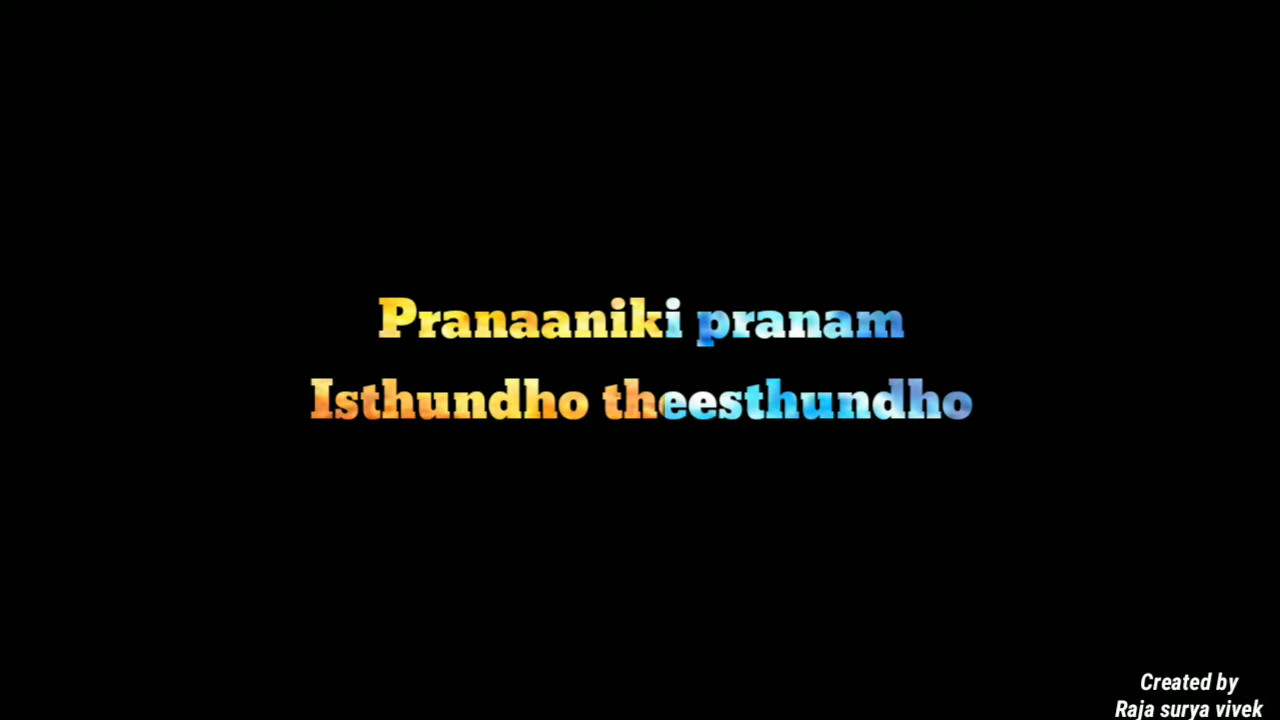 Pranaaniki pranam
Isthundho theesthundho
Created by
Raja surya vivek